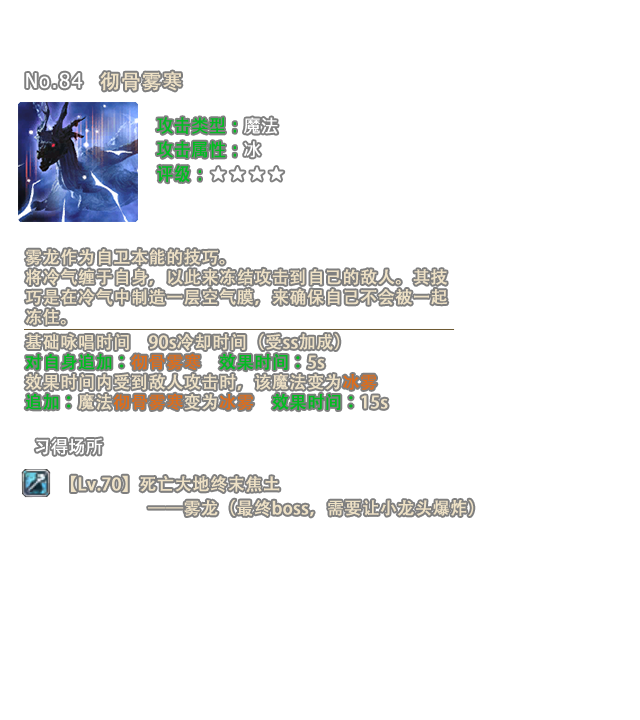 No.84 彻骨雾寒
攻击类型：魔法
攻击属性：冰
评级：☆☆☆☆
雾龙作为自卫本能的技巧。
将冷气缠于自身，以此来冻结攻击到自己的敌人。其技
巧是在冷气中制造一层空气膜，来确保自己不会被一起
冻住。
基础咏唱时间 90s冷却时间（受ss加成）
对自身追加：彻骨雾寒 效果时间：5s
效果时间内受到敌人攻击时，该魔法变为冰雾
追加：魔法彻骨雾寒变为冰雾 效果时间：15s
习得场所
【Lv.70】死亡大地终末焦土
——雾龙（最终boss，需要让小龙头爆炸）